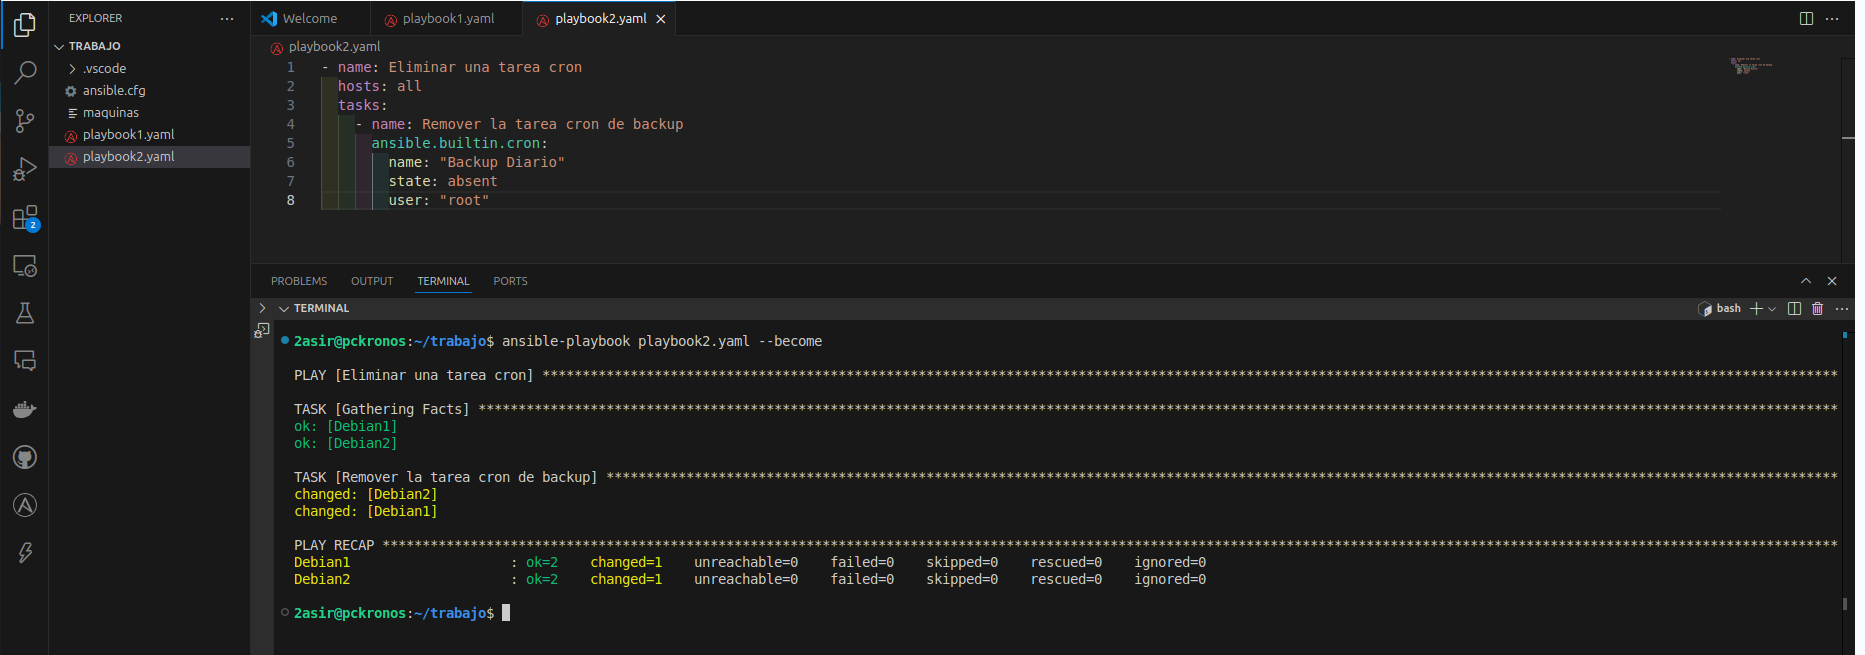 EXPLORER
TRABAJO
.vscode
ansible.cfg
maquinas
playbook1.yaml
playbook2.yaml
2
Welcome
playbook1.yaml
playbook2.yaml
playbook2.yaml
1 - name: Eliminar una tarea cron
2 hosts: all
3 tasks:
4 - name: Remover la tarea cron de backup
5 ansible.builtin.cron:
6 name: "Backup Diario"
7 state: absent
8 user: "root"
PROBLEMS OUTPUT TERMINAL PORTS
TERMINAL
bash
2asir@pckronos:~/trabajo$ ansible-playbook playbook2.yaml --become
PLAY [Eliminar una tarea cron] ******************************************************************************************************************************************************************
TASK [Gathering Facts] **************************************************************************************************************************************************************************
ok: [Debian1]
ok: [Debian2]
TASK [Remover la tarea cron de backup] **********************************************************************************************************************************************************
changed: [Debian2]
changed: [Debian1]
PLAY RECAP **************************************************************************************************************************************************************************************
Debian1 : ok=2 changed=1 unreachable=0 failed=0 skipped=0 rescued=0 ignored=0
Debian2 : ok=2 changed=1 unreachable=0 failed=0 skipped=0 rescued=0 ignored=0
2asir@pckronos:~/trabajo$